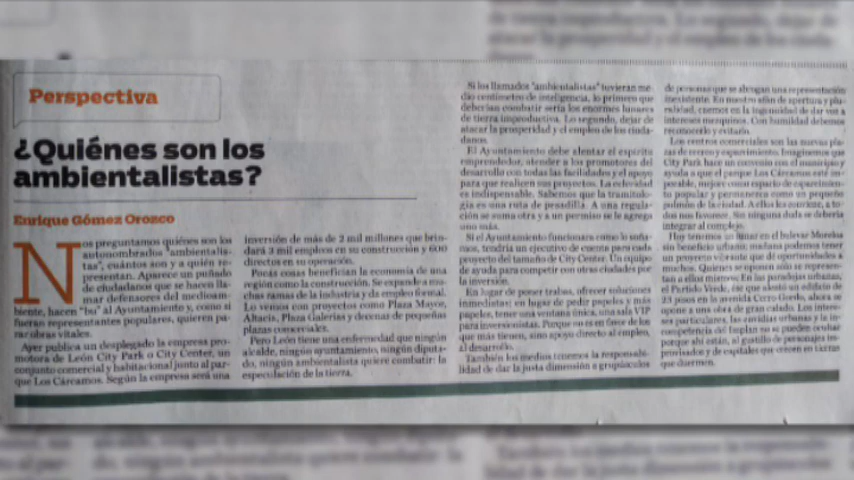 Perspectiva
¿Quiénes son los
ambientalistas?
Enrique Gómez Orozco
Nos preguntamos quiénes son los
autonombrados "ambientalis-
tas", cuántos son y a quién re-
presentan. Aparece un puñado
de ciudadanos que se hacen lla-
mar defensores del medioam-
biente, hacen "bu" al Ayuntamiento y, como si
fueran representantes populares, quieren pa-
rar obras vitales.
Ayer publica un desplegado la empresa pro-
motora de León City Park o City Center, un
conjunto comercial y habitacional junto al par-
que Los Cárcamos. Según la empresa será una
inversión de más de 2 mil millones que brin-
dará 3 mil empleos en su construcción y 600
directos en su operación.
Pocas cosas benefician la economía de una
región como la construcción. Se expande a mu-
chas ramas de la industria y da empleo formal.
Lo vemos con proyectos como Plaza Mayor,
Altacia, Plaza Galerías y decenas de pequeñas
plazas comerciales.
Pero León tiene una enfermedad que ningún
alcalde, ningún ayuntamiento, ningún diputa-
do, ningún ambientalista quiere combatir: la
especulación de la tierra.
Si los llamados "ambientalistas" tuvieran me-
dio centímetro de inteligencia, lo primero que
deberían combatir sería los enormes lunares
de tierra improductiva. Lo segundo, dejar de
atacar la prosperidad y el empleo de los ciuda-
danos.
El Ayuntamiento debe alentar el espíritu
emprendedor, atender a los promotores del
desarrollo con todas las facilidades y el apoyo
para que realicen sus proyectos. La celeridad
es indispensable. Sabemos que la tramitolo-
gía es una ruta de pesadilla. A una regulación
se suma otra y a un permiso se le agrega
uno más.
Si el Ayuntamiento funcionara como lo soña-
mos, tendría un ejecutivo de cuenta para cada
proyecto del tamaño de City Center. Un equipo
de ayuda para competir con otras ciudades por
la inversión.
En lugar de poner trabas, ofrecer soluciones
inmediatas; en lugar de pedir papeles y más
papeles, tener una ventana única, una sala VIP
para inversionistas. Porque no es en favor de los
que más tienen, sino apoyo directo al empleo,
al desarrollo.
También los medios tenemos la responsabi-
lidad de dar la justa dimensión a grupúsculos
de personas que se abrogan una representación
inexistente. En nuestro afán de apertura y plu-
ralidad, caemos en la ingenuidad de dar voz a
intereses mezquinos. Con humildad debemos
reconocerlo y evitarlo.
Los centros comerciales son las nuevas pla-
zas de recreo y esparcimiento. Imaginemos que
City Park hace un convenio con el municipio y
ayuda a que el parque Los Cárcamos esté im-
pecable, mejore como espacio de esparcimien-
to popular y permanezca como un pequeño
pulmón de la ciudad. A ellos les conviene, a to-
dos nos favorece. Sin ninguna duda se debería
integrar al complejo.
Hoy tenemos un lunar en el bulevar Morelos
sin beneficio urbano; mañana podemos tener
un proyecto vibrante que dé oportunidades a
muchos. Quienes se oponen sólo se represen-
tan a ellos mismos. En las paradojas urbanas,
el Partido Verde, ése que alentó un edificio de
23 pisos en la avenida Cerro Gordo, ahora se
opone a una obra de gran calado. Los intere-
ses particulares, las envidias urbanas y la in-
competencia del Implan no se pueden ocultar
porque ahí están, al gustillo de personajes im-
provisados y de capitales que crecen en tierras
que duermen.